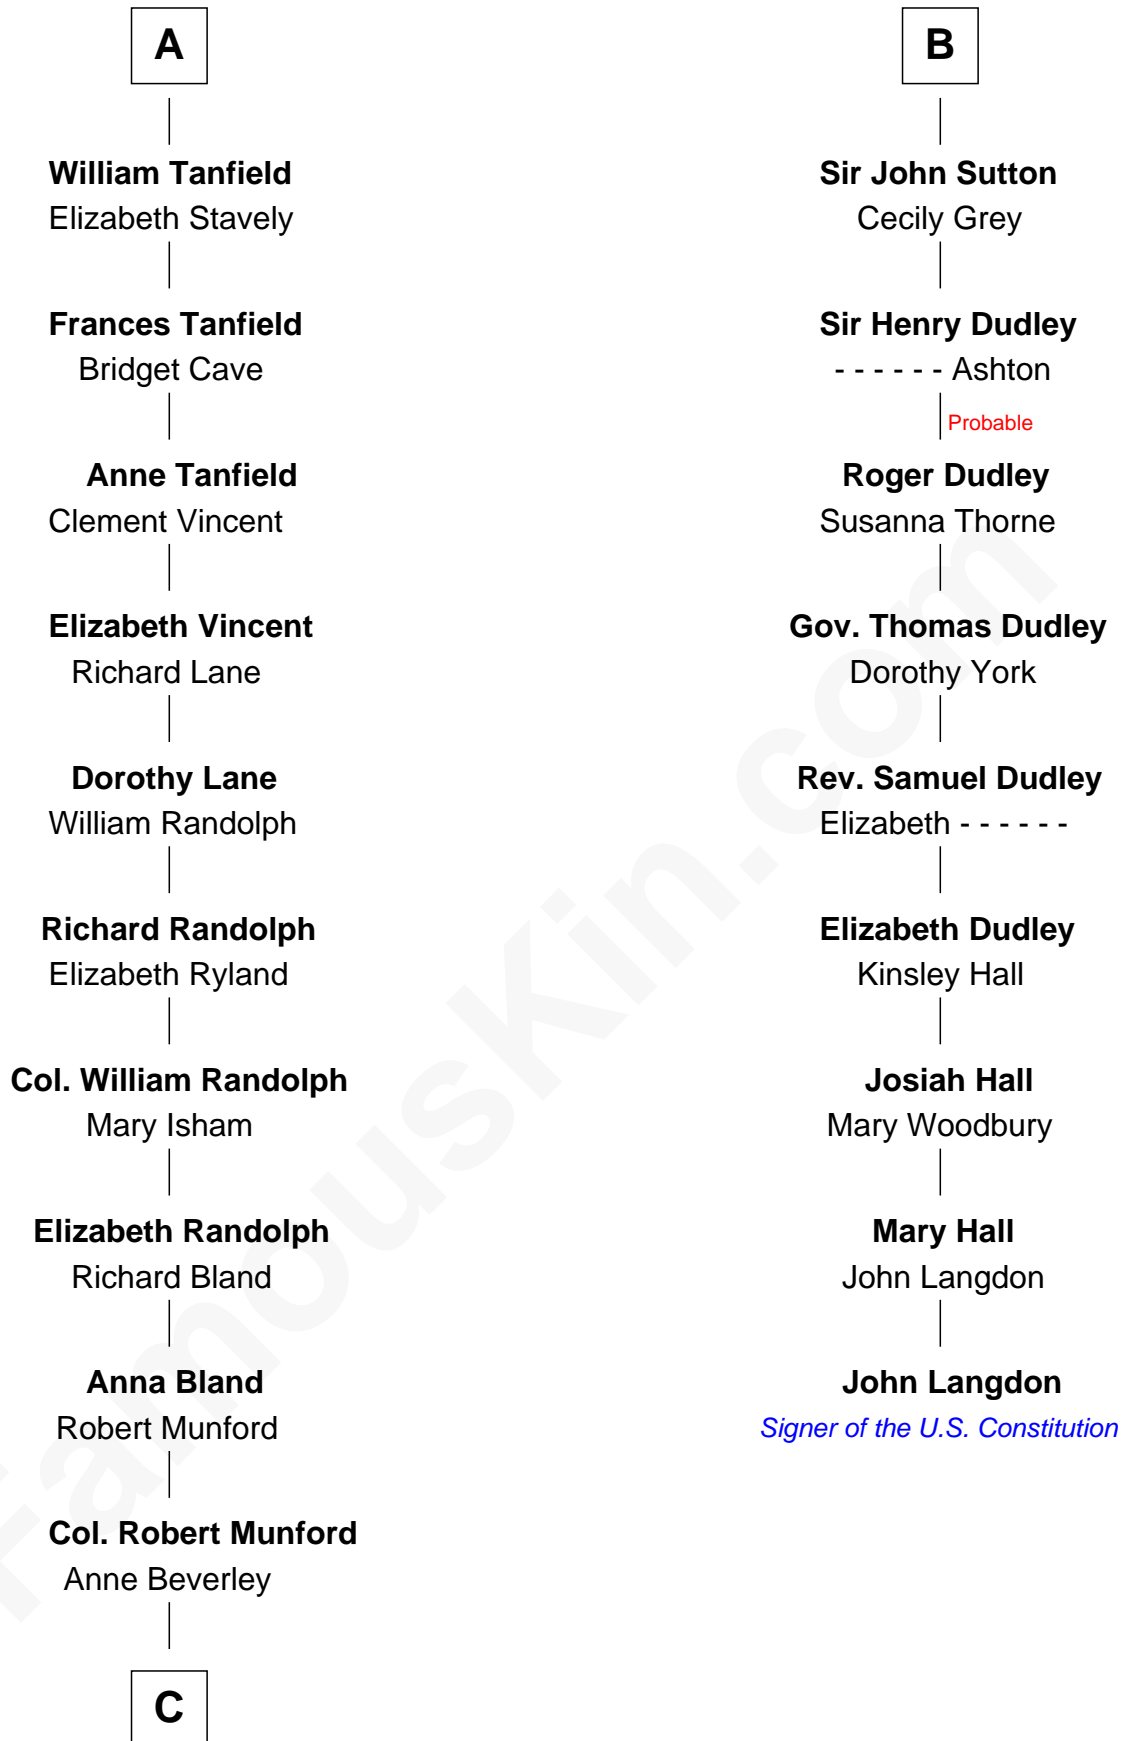 A
William Tanfield
Elizabeth Stavely
Frances Tanfield
Bridget Cave
Anne Tanfield
Clement Vincent
Elizabeth Vincent
Richard Lane
Dorothy Lane
William Randolph
Richard Randolph
Elizabeth Ryland
Col. William Randolph
Mary Isham
Elizabeth Randolph
Richard Bland
Anna Bland
Robert Munford
Col. Robert Munford
Anne Beverley
C
B
Sir John Sutton
Cecily Grey
Sir Henry Dudley
- - - - - - Ashton
Probable
Roger Dudley
Susanna Thorne
Gov. Thomas Dudley
Dorothy York
Rev. Samuel Dudley
Elizabeth - - - - - -
Elizabeth Dudley
Kinsley Hall
Josiah Hall
Mary Woodbury
Mary Hall
John Langdon
John Langdon
Signer of the U.S. Constitution
FamousKin.com